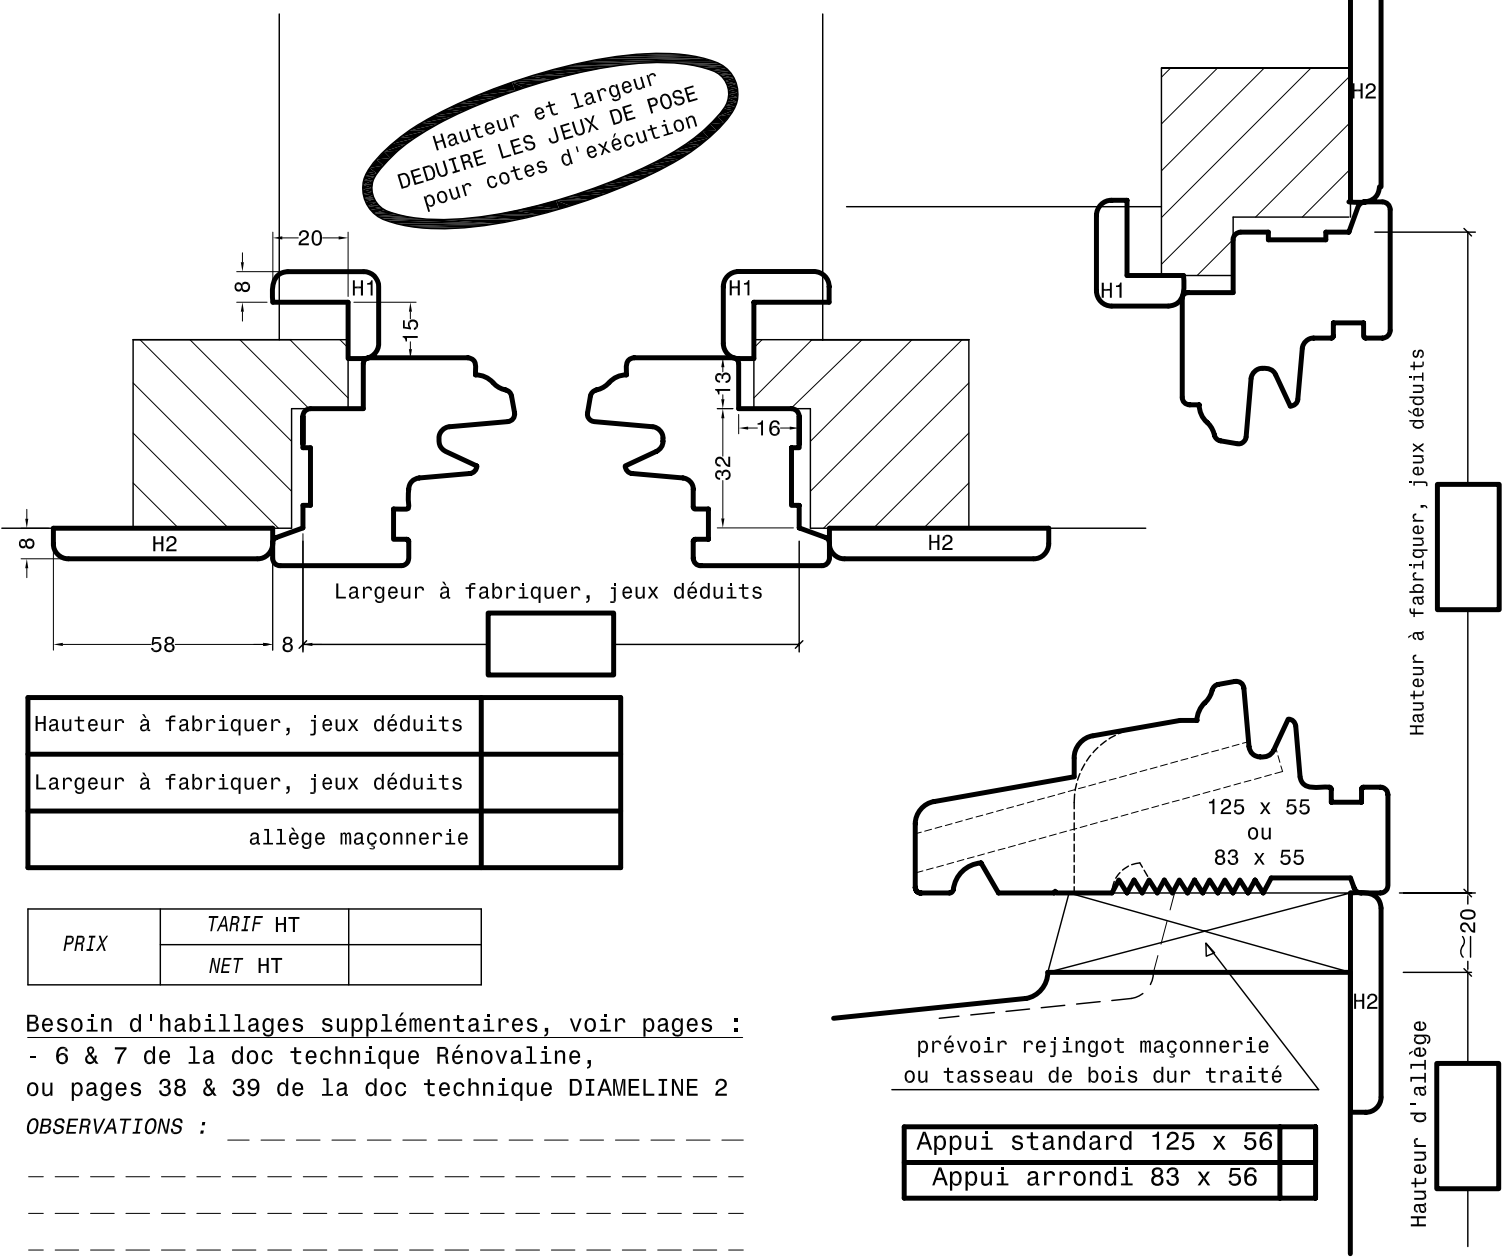 Hauteur et largeur
DEDUIRE LES JEUX DE POSE
pour cotes d'exécution
20
8
H1
15
H1
13
16
32
H2
8
H2
58
8
Largeur à fabriquer, jeux déduits
H2
H1
Hauteur à fabriquer, jeux déduits
Hauteur à fabriquer, jeux déduits
Largeur à fabriquer, jeux déduits
allège maçonnerie
PRIX
TARIF HT
NET HT
Besoin d'habillages supplémentaires, voir pages :
- 6 & 7 de la doc technique Rénovaline,
ou pages 38 & 39 de la doc technique DIAMELINE 2
OBSERVATIONS :
125 x 55
ou
83 x 55
~20
H2
prévoir rejingot maçonnerie
ou tasseau de bois dur traité
Hauteur d'allège
Appui standard 125 x 56
Appui arrondi 83 x 56